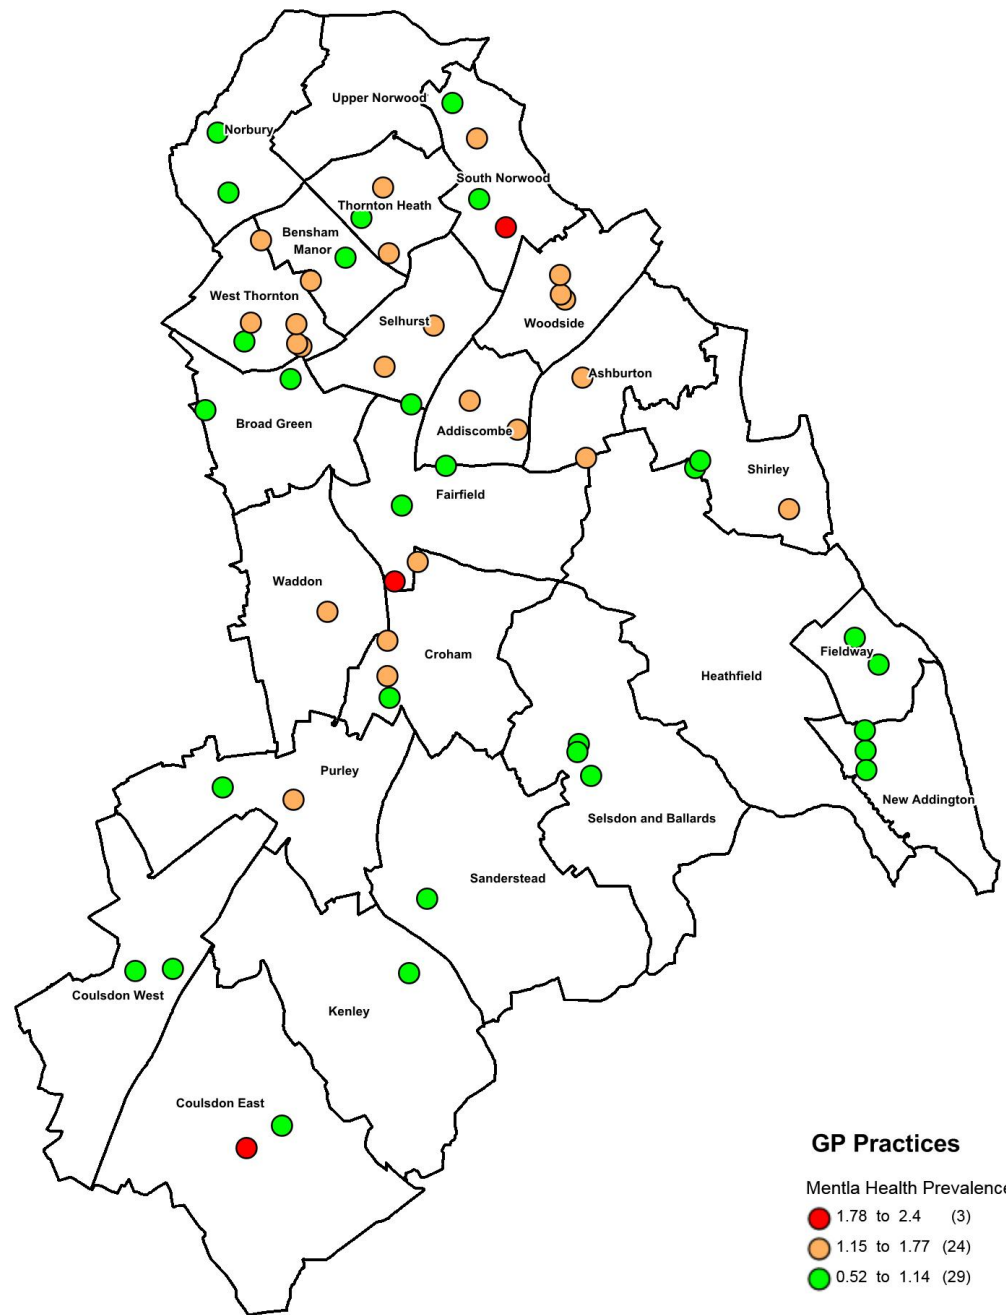 Upper Norwood
Norbury
South Norwood
Thornton Heath
Bensham
Manor
West Thornton
Selhurst
Woodside
Ashburton
Broad Green
Addiscombe
Shirley
Fairfield
Waddon
Croham
Fieldway
Heathfield
Purley
New Addington
Selsdon and Ballards
Sanderstead
Coulsdon West
Kenley
Coulsdon East
GP Practices
Mentla Health Prevalence
1.78 to 2.4 (3)
1.15 to 1.77 (24)
0.52 to 1.14 (29)